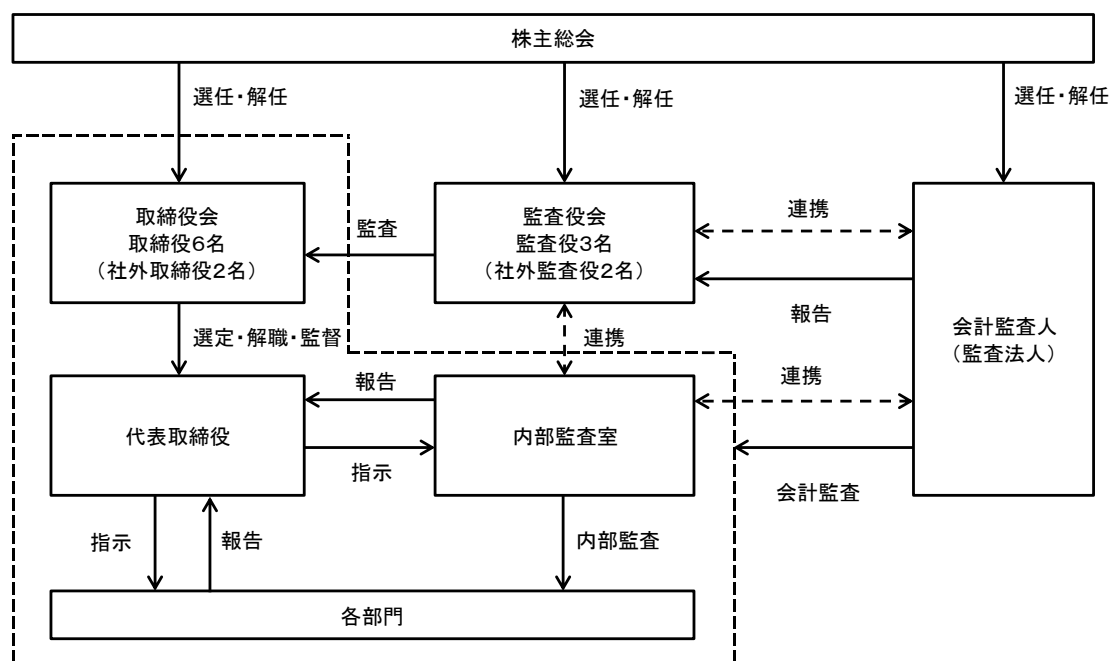 株主総会
選任・解任
選任・解任
選任・解任
取締役会
取締役6名
（社外取締役2名）
監査
監査役会
監査役3名
（社外監査役2名）
連携
報告
会計監査人
（監査法人）
選定・解職・監督
連携
連携
報告
代表取締役
内部監査室
指示
会計監査
指示
報告
内部監査
各部門